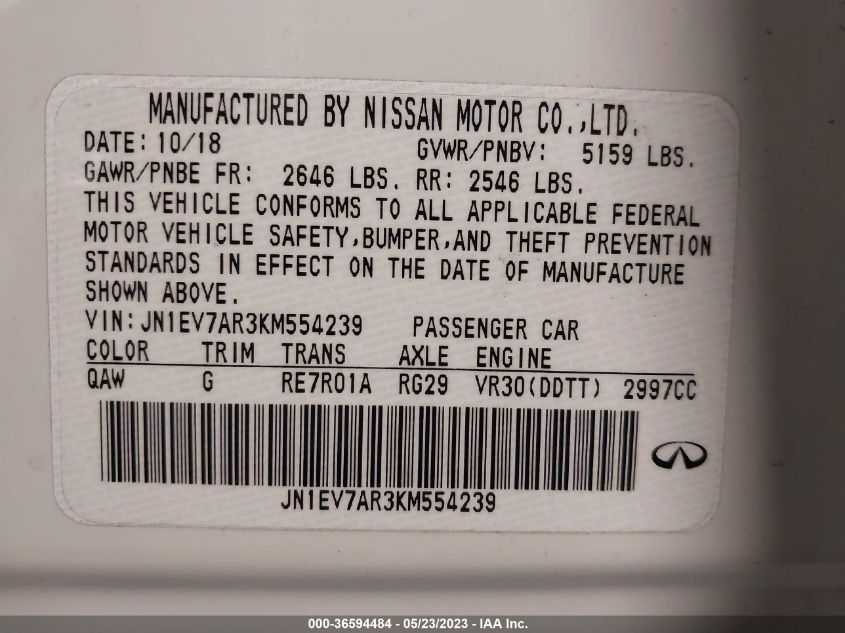 MANUFACTURED BY NISSAN MOTOR CO.,LTD.
DATE: 10/18 GVWR/PNBV: 5159 LBS.
GAWR/PNBE FR: 2646 LBS. RR: 2546 LBS.
THIS VEHICLE CONFORMS TO ALL APPLICABLE FEDERAL
MOTOR VEHICLE SAFETY,BUMPER,AND THEFT PREVENTION
STANDARDS IN EFFECT ON THE DATE OF MANUFACTURE
SHOWN ABOVE.
VIN: JN1EV7AR3KM554239 PASSENGER CAR
COLOR TRIM TRANS AXLE ENGINE
QAW G RE7R01A RG29 VR30(DDTT) 2997CC
JN1EV7AR3KM554239
000-36594484 - 05/23/2023 - IAA Inc.